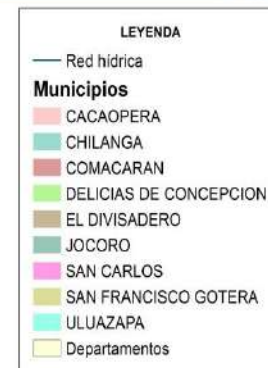 LEYENDA
Red hídrica
Municipios
CACAOPERA
CHILANGA
COMACARAN
DELICIAS DE CONCEPCION
EL DIVISADERO
JOCORO
SAN CARLOS
SAN FRANCISCO GOTERA
ULUAZAPA
Departamentos